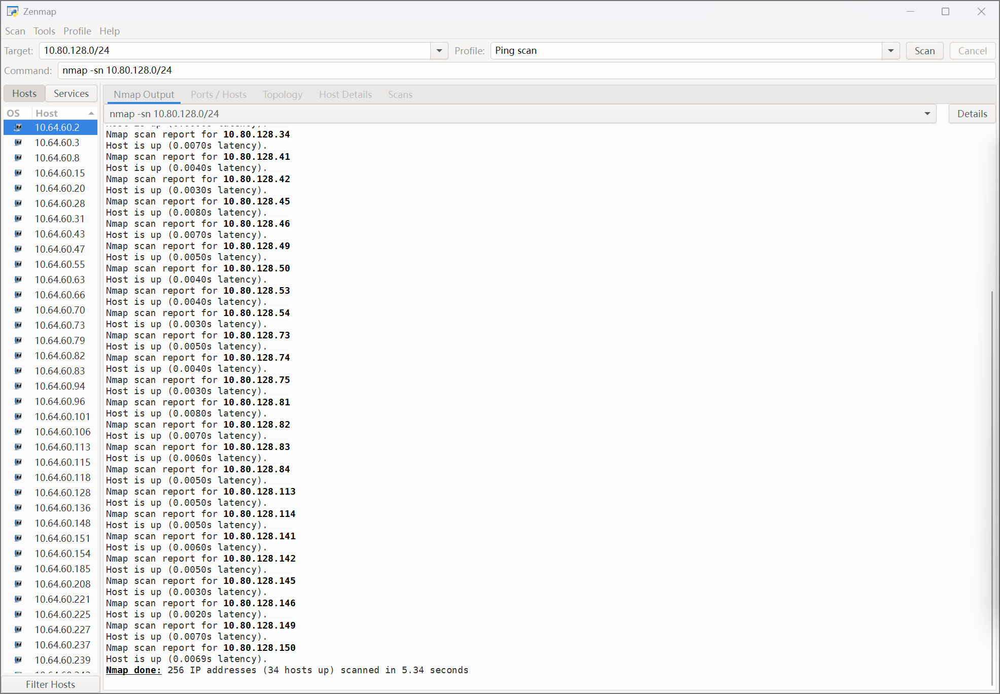 Zenmap
Scan Tools Profile Help
Target: 10.80.128.0/24 Profile: Ping scan Scan Cancel
Command: nmap -sn 10.80.128.0/24
Hosts Services
OS Host
10.64.60.2
10.64.60.3
10.64.60.8
10.64.60.15
10.64.60.20
10.64.60.28
10.64.60.31
10.64.60.43
10.64.60.47
10.64.60.55
10.64.60.63
10.64.60.66
10.64.60.70
10.64.60.73
10.64.60.79
10.64.60.82
10.64.60.83
10.64.60.94
10.64.60.96
10.64.60.101
10.64.60.106
10.64.60.113
10.64.60.115
10.64.60.118
10.64.60.128
10.64.60.136
10.64.60.148
10.64.60.151
10.64.60.154
10.64.60.185
10.64.60.208
10.64.60.221
10.64.60.225
10.64.60.227
10.64.60.237
10.64.60.239
Filter Hosts
Nmap Output Ports / Hosts Topology Host Details Scans
nmap -sn 10.80.128.0/24 Details
Nmap scan report for 10.80.128.34
Host is up (0.0070s latency).
Nmap scan report for 10.80.128.41
Host is up (0.0040s latency).
Nmap scan report for 10.80.128.42
Host is up (0.0030s latency).
Nmap scan report for 10.80.128.45
Host is up (0.0080s latency).
Nmap scan report for 10.80.128.46
Host is up (0.0070s latency).
Nmap scan report for 10.80.128.49
Host is up (0.0050s latency).
Nmap scan report for 10.80.128.50
Host is up (0.0040s latency).
Nmap scan report for 10.80.128.53
Host is up (0.0040s latency).
Nmap scan report for 10.80.128.54
Host is up (0.0030s latency).
Nmap scan report for 10.80.128.73
Host is up (0.0050s latency).
Nmap scan report for 10.80.128.74
Host is up (0.0040s latency).
Nmap scan report for 10.80.128.75
Host is up (0.0030s latency).
Nmap scan report for 10.80.128.81
Host is up (0.0080s latency).
Nmap scan report for 10.80.128.82
Host is up (0.0070s latency).
Nmap scan report for 10.80.128.83
Host is up (0.0060s latency).
Nmap scan report for 10.80.128.84
Host is up (0.0050s latency).
Nmap scan report for 10.80.128.113
Host is up (0.0050s latency).
Nmap scan report for 10.80.128.114
Host is up (0.0050s latency).
Nmap scan report for 10.80.128.141
Host is up (0.0060s latency).
Nmap scan report for 10.80.128.142
Host is up (0.0050s latency).
Nmap scan report for 10.80.128.145
Host is up (0.0030s latency).
Nmap scan report for 10.80.128.146
Host is up (0.0020s latency).
Nmap scan report for 10.80.128.149
Host is up (0.0070s latency).
Nmap scan report for 10.80.128.150
Host is up (0.0069s latency).
Nmap done: 256 IP addresses (34 hosts up) scanned in 5.34 seconds